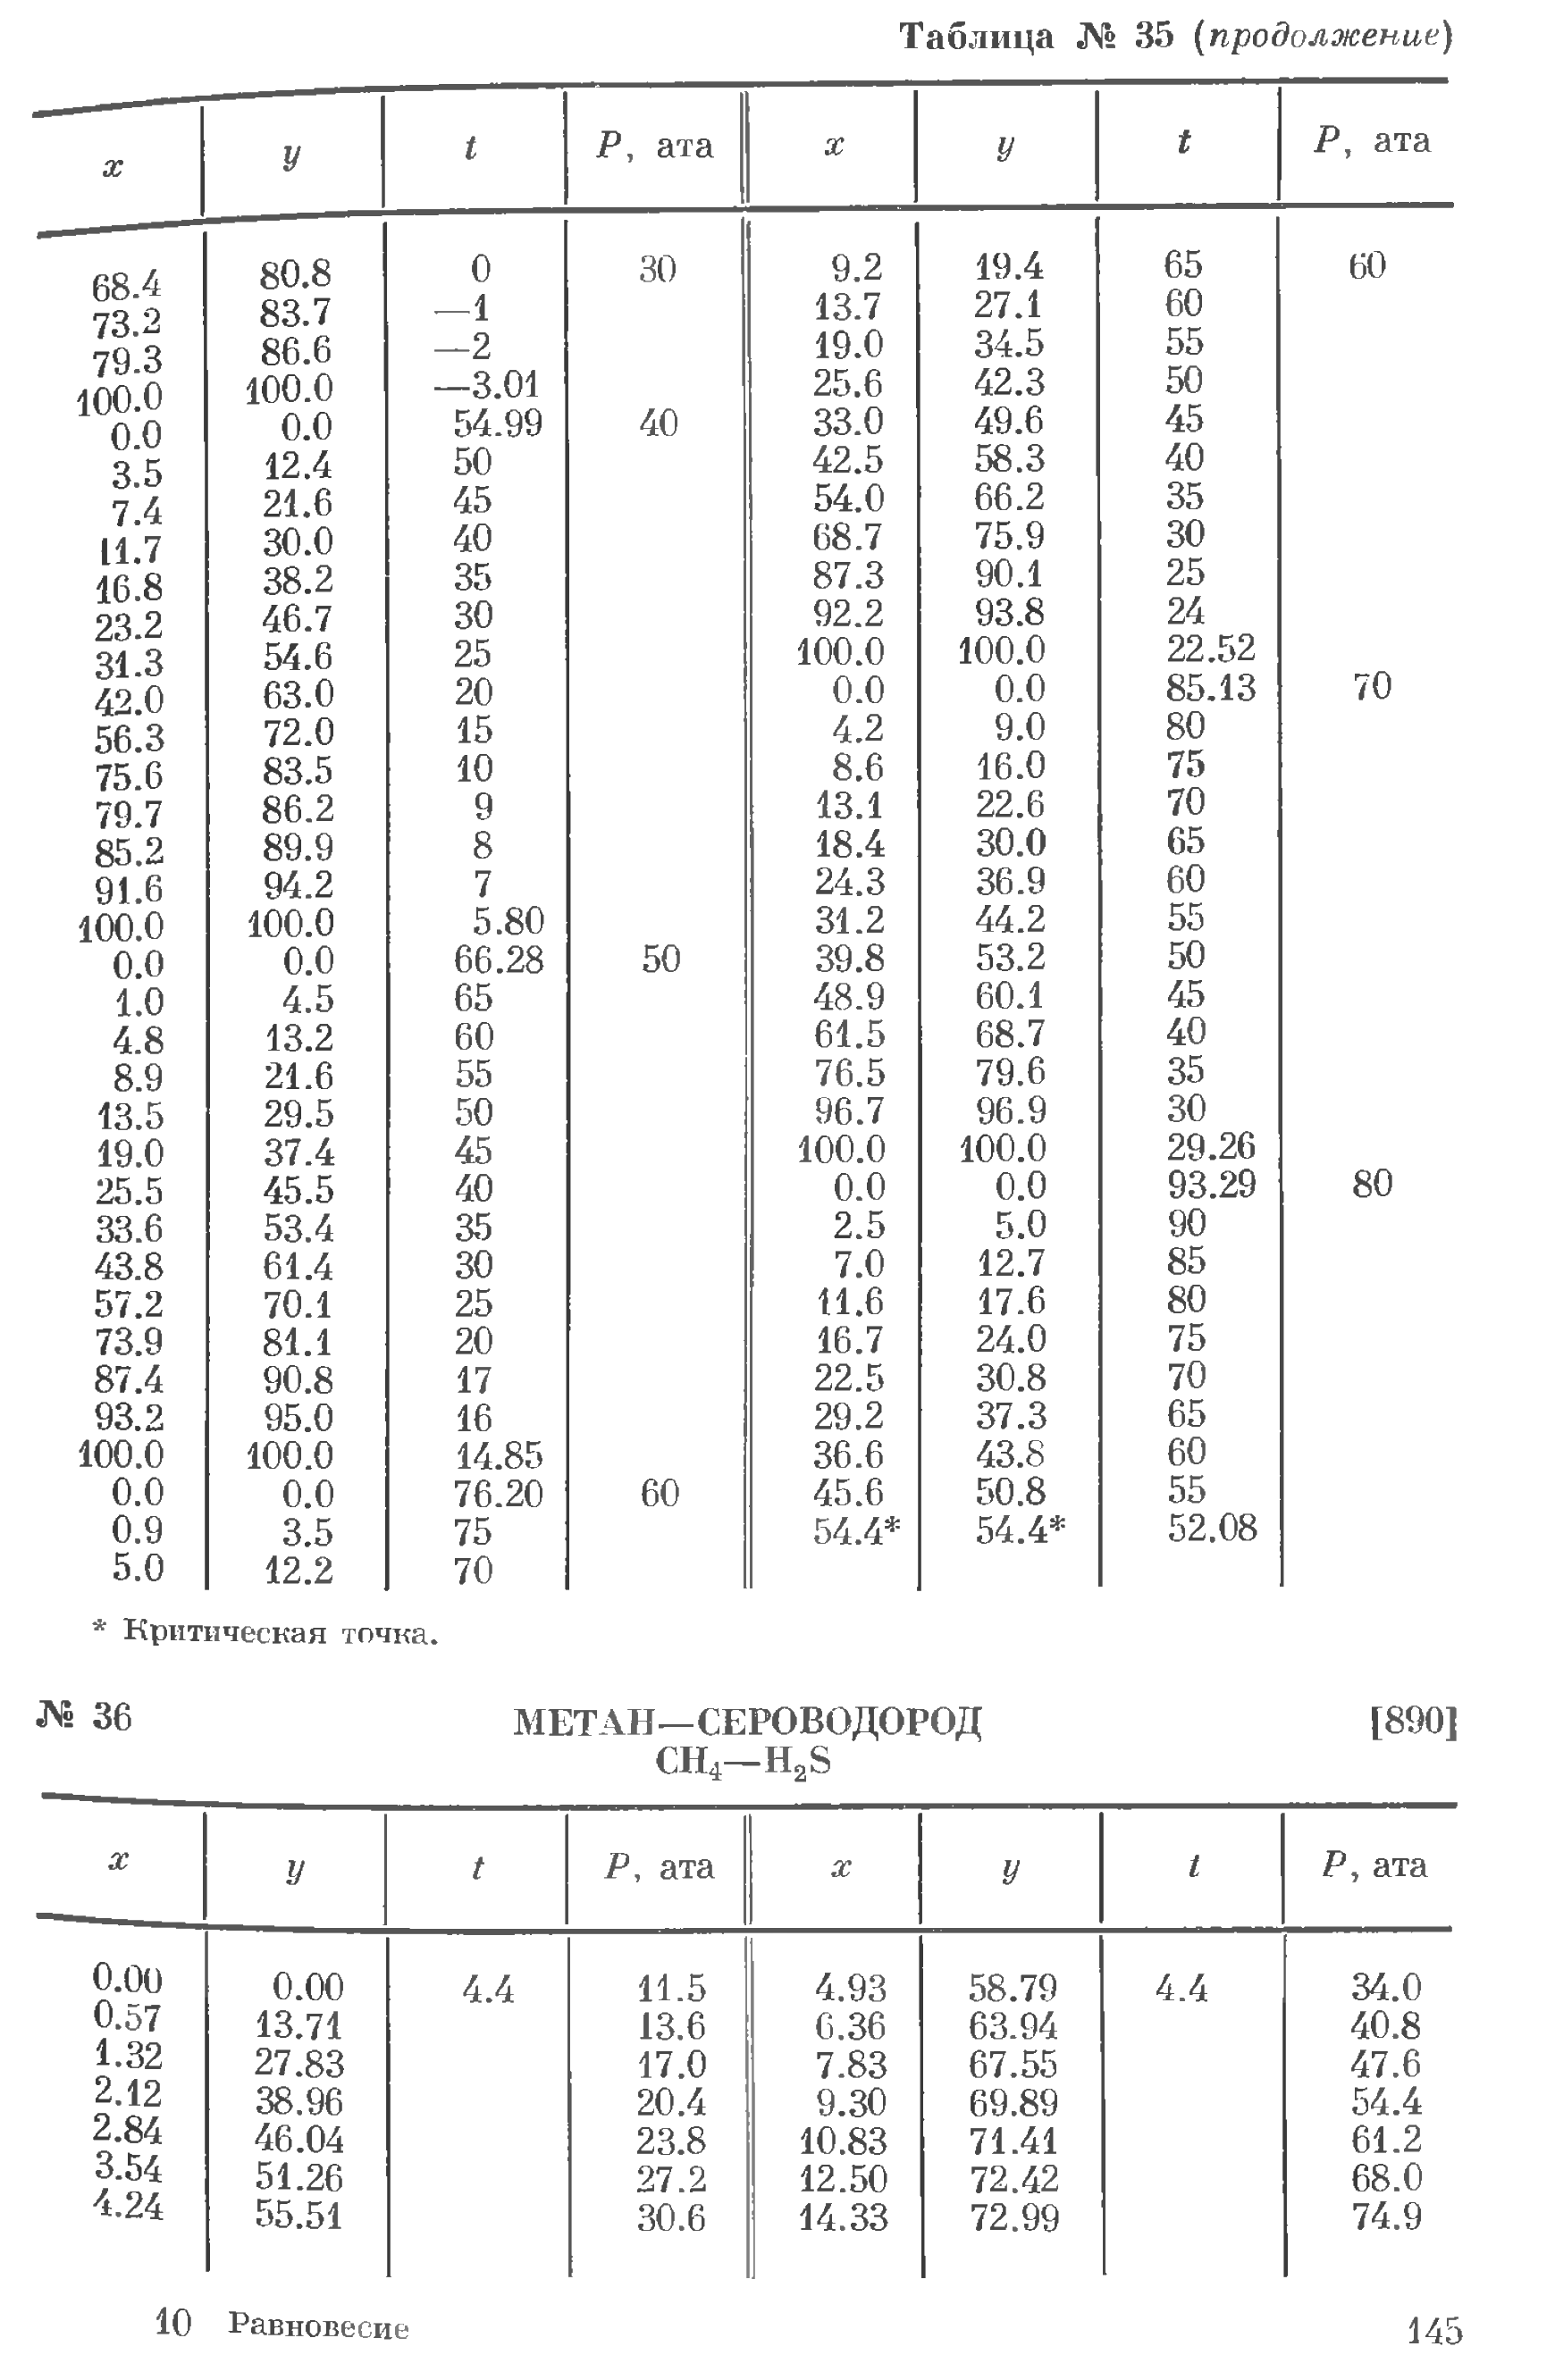 Таблица № 35 (продолжение)
x y t P, ата x y t P, ата
68.4 80.8 0 30 9.2 19.4 65 60
73.2 83.7 —1 13.7 27.1 60
79.3 86.6 —2 19.0 34.5 55
100.0 100.0 —3.01 25.6 42.3 50
0.0 0.0 54.99 40 33.0 49.6 45
3.5 12.4 50 42.5 58.3 40
7.4 21.6 45 54.0 66.2 35
11.7 30.0 40 68.7 75.9 30
16.8 38.2 35 87.3 90.1 25
23.2 46.7 30 92.2 93.8 24
31.3 54.6 25 100.0 100.0 22.52
42.0 63.0 20 0.0 0.0 85.13 70
56.3 72.0 15 4.2 9.0 80
75.6 83.5 10 8.6 16.0 75
79.7 86.2 9 13.1 22.6 70
85.2 89.9 8 18.4 30.0 65
91.6 94.2 7 24.3 36.9 60
100.0 100.0 5.80 31.2 44.2 55
0.0 0.0 66.28 50 39.8 53.2 50
1.0 4.5 65 48.9 60.1 45
4.8 13.2 60 61.5 68.7 40
8.9 21.6 55 76.5 79.6 35
13.5 29.5 50 96.7 96.9 30
19.0 37.4 45 100.0 100.0 29.26
25.5 45.5 40 0.0 0.0 93.29 80
33.6 53.4 35 2.5 5.0 90
43.8 61.4 30 7.0 12.7 85
57.2 70.1 25 11.6 17.6 80
73.9 81.1 20 16.7 24.0 75
87.4 90.8 17 22.5 30.8 70
93.2 95.0 16 29.2 37.3 65
100.0 100.0 14.85 36.6 43.8 60
0.0 0.0 76.20 60 45.6 50.8 55
0.9 3.5 75 54.4* 54.4* 52.08
5.0 12.2 70
* Критическая точка.
№ 36 МЕТАН—СЕРОВОДОРОД [890]
CH₄—H₂S
x y t P, ата x y t P, ата
0.00 0.00 4.4 11.5 4.93 58.79 4.4 34.0
0.57 13.71 13.6 6.36 63.94 40.8
1.32 27.83 17.0 7.83 67.55 47.6
2.12 38.96 20.4 9.30 69.89 54.4
2.84 46.04 23.8 10.83 71.41 61.2
3.54 51.26 27.2 12.50 72.42 68.0
4.24 55.51 30.6 14.33 72.99 74.9
10 Равновесие 145